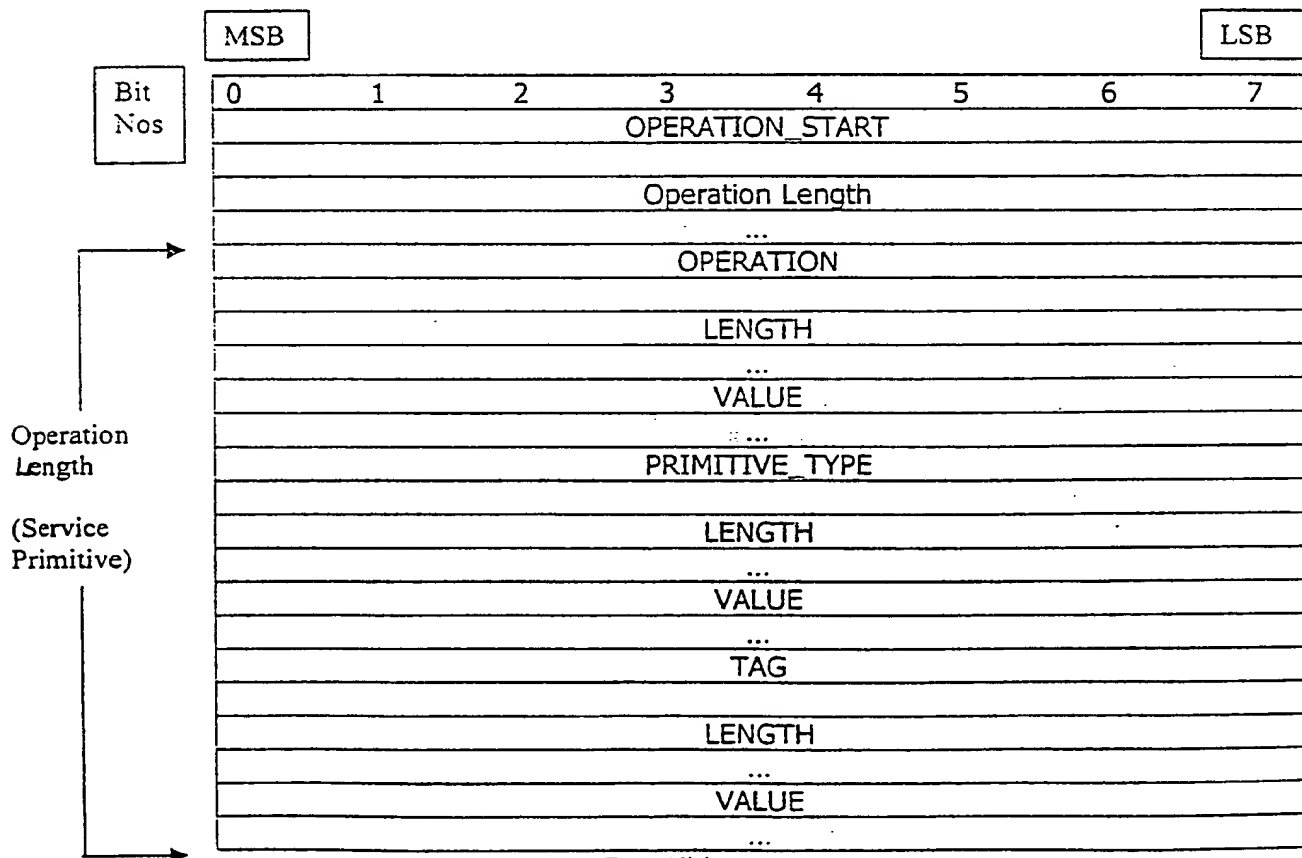 MSB
LSB
Bit
Nos
0 1 2 3 4 5 6 7
OPERATION_START
Operation Length
...
OPERATION
LENGTH
...
VALUE
...
PRIMITIVE_TYPE
LENGTH
...
VALUE
...
TAG
LENGTH
...
VALUE
...
Operation
Length
(Service
Primitive)